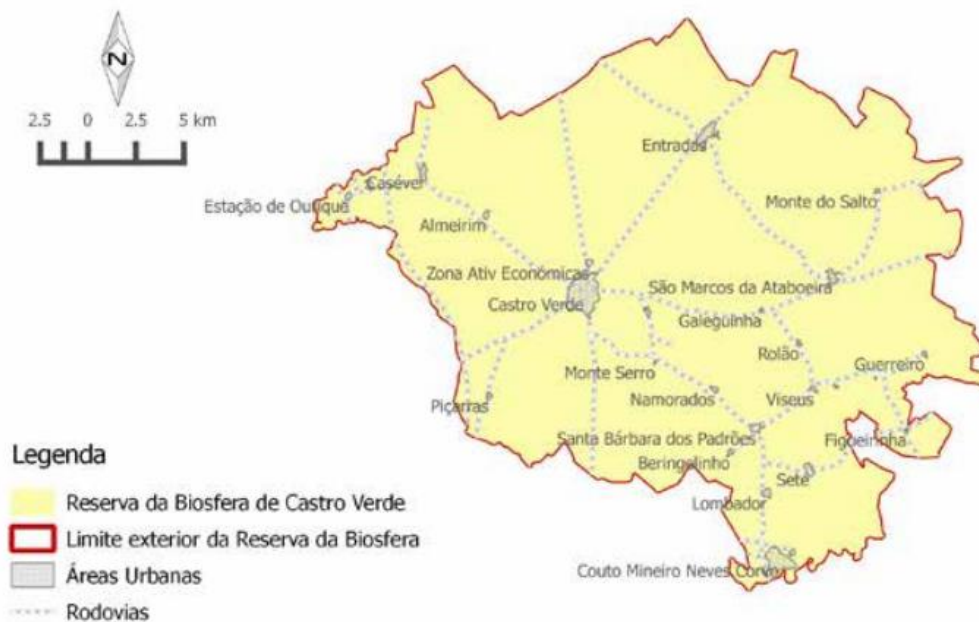 N
2.5 0 2.5 5 km
Entradas
Casével
Monte do Salto
Estação de Ourique
Almeirim
Zona Ativ Económicas
São Marcos da Ataboeira
Castro Verde
Galeguinha
Rolão
Guerreiro
Monte Serro
Piçarras
Namorados
Viseus
Santa Bárbara dos Padrões
Figueirinha
Beringelinho
Sete
Lombador
Couto Mineiro Neves Corvo
Legenda
Reserva da Biosfera de Castro Verde
Limite exterior da Reserva da Biosfera
Áreas Urbanas
Rodovias